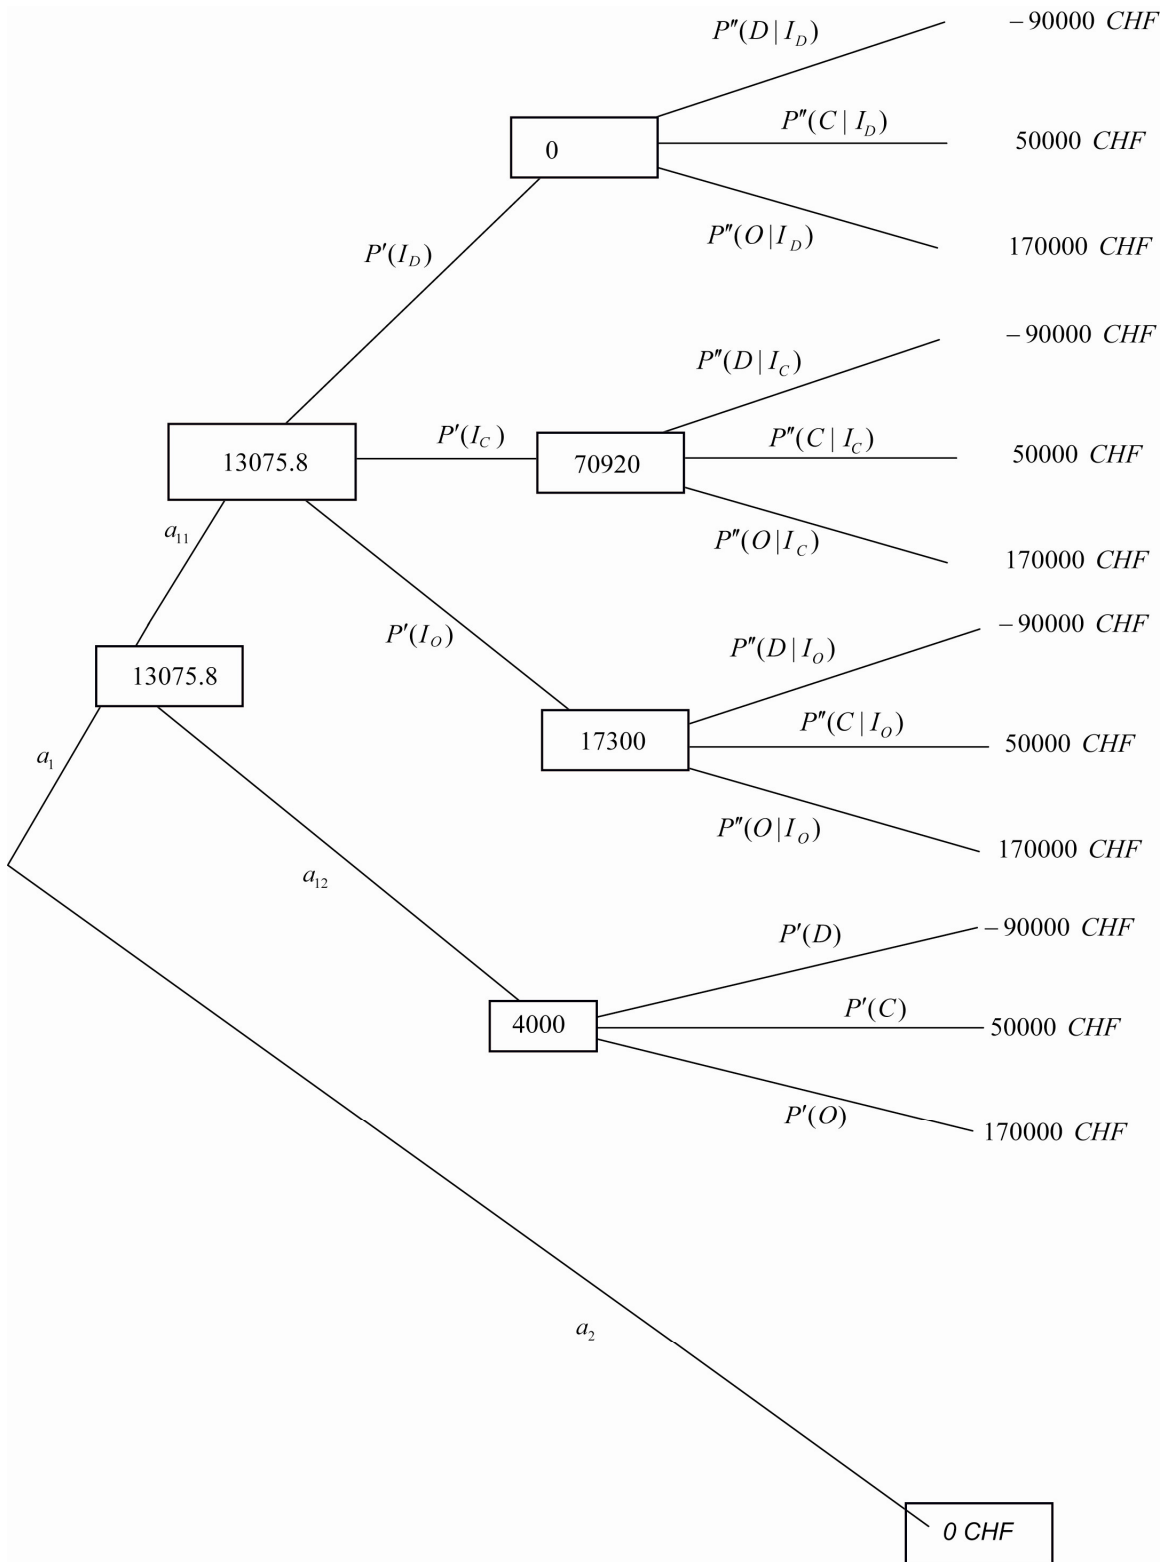 P″(D | I_D)
−90000 CHF
P″(C | I_D)
50000 CHF
0
P″(O | I_D)
170000 CHF
P′(I_D)
P″(D | I_C)
−90000 CHF
13075.8
P′(I_C)
70920
P″(C | I_C)
50000 CHF
P″(O | I_C)
170000 CHF
a_11
P′(I_O)
P″(D | I_O)
−90000 CHF
13075.8
17300
P″(C | I_O)
50000 CHF
a_1
P″(O | I_O)
170000 CHF
a_12
P′(D)
−90000 CHF
4000
P′(C)
50000 CHF
P′(O)
170000 CHF
a_2
0 CHF